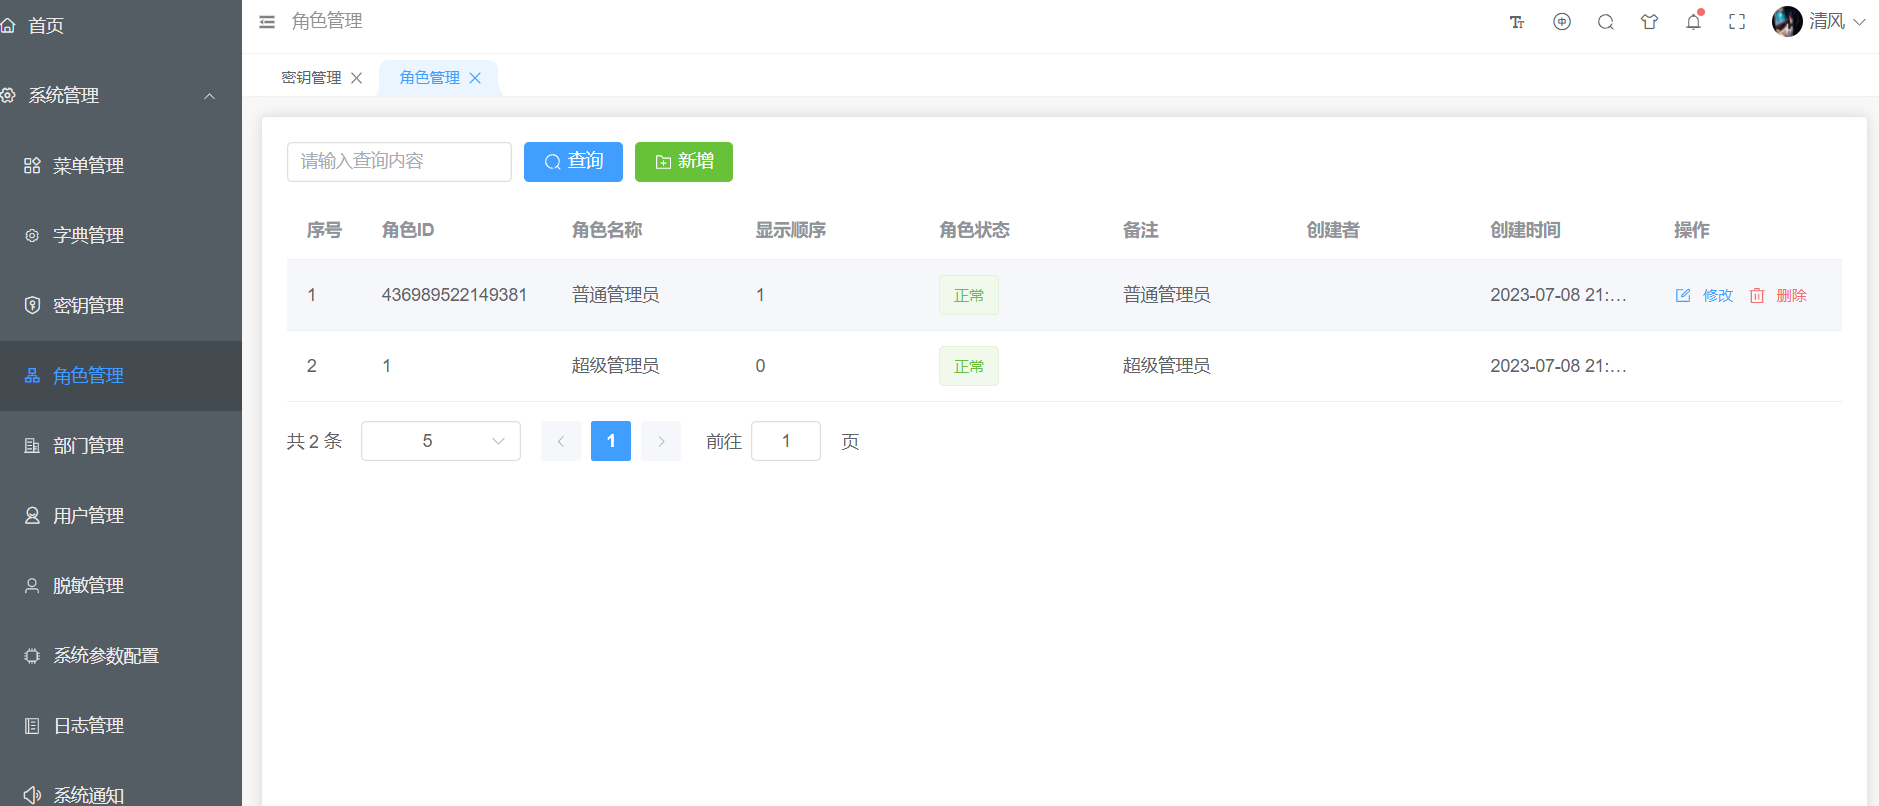 首页
系统管理
菜单管理
字典管理
密钥管理
角色管理
部门管理
用户管理
脱敏管理
系统参数配置
日志管理
系统通知
角色管理
清风
密钥管理
角色管理
请输入查询内容 查询 新增
序号 角色ID 角色名称 显示顺序 角色状态 备注 创建者 创建时间 操作
1 436989522149381 普通管理员 1 正常 普通管理员 2023-07-08 21:... 修改 删除
2 1 超级管理员 0 正常 超级管理员 2023-07-08 21:...
共 2 条 5 1 前往 1 页